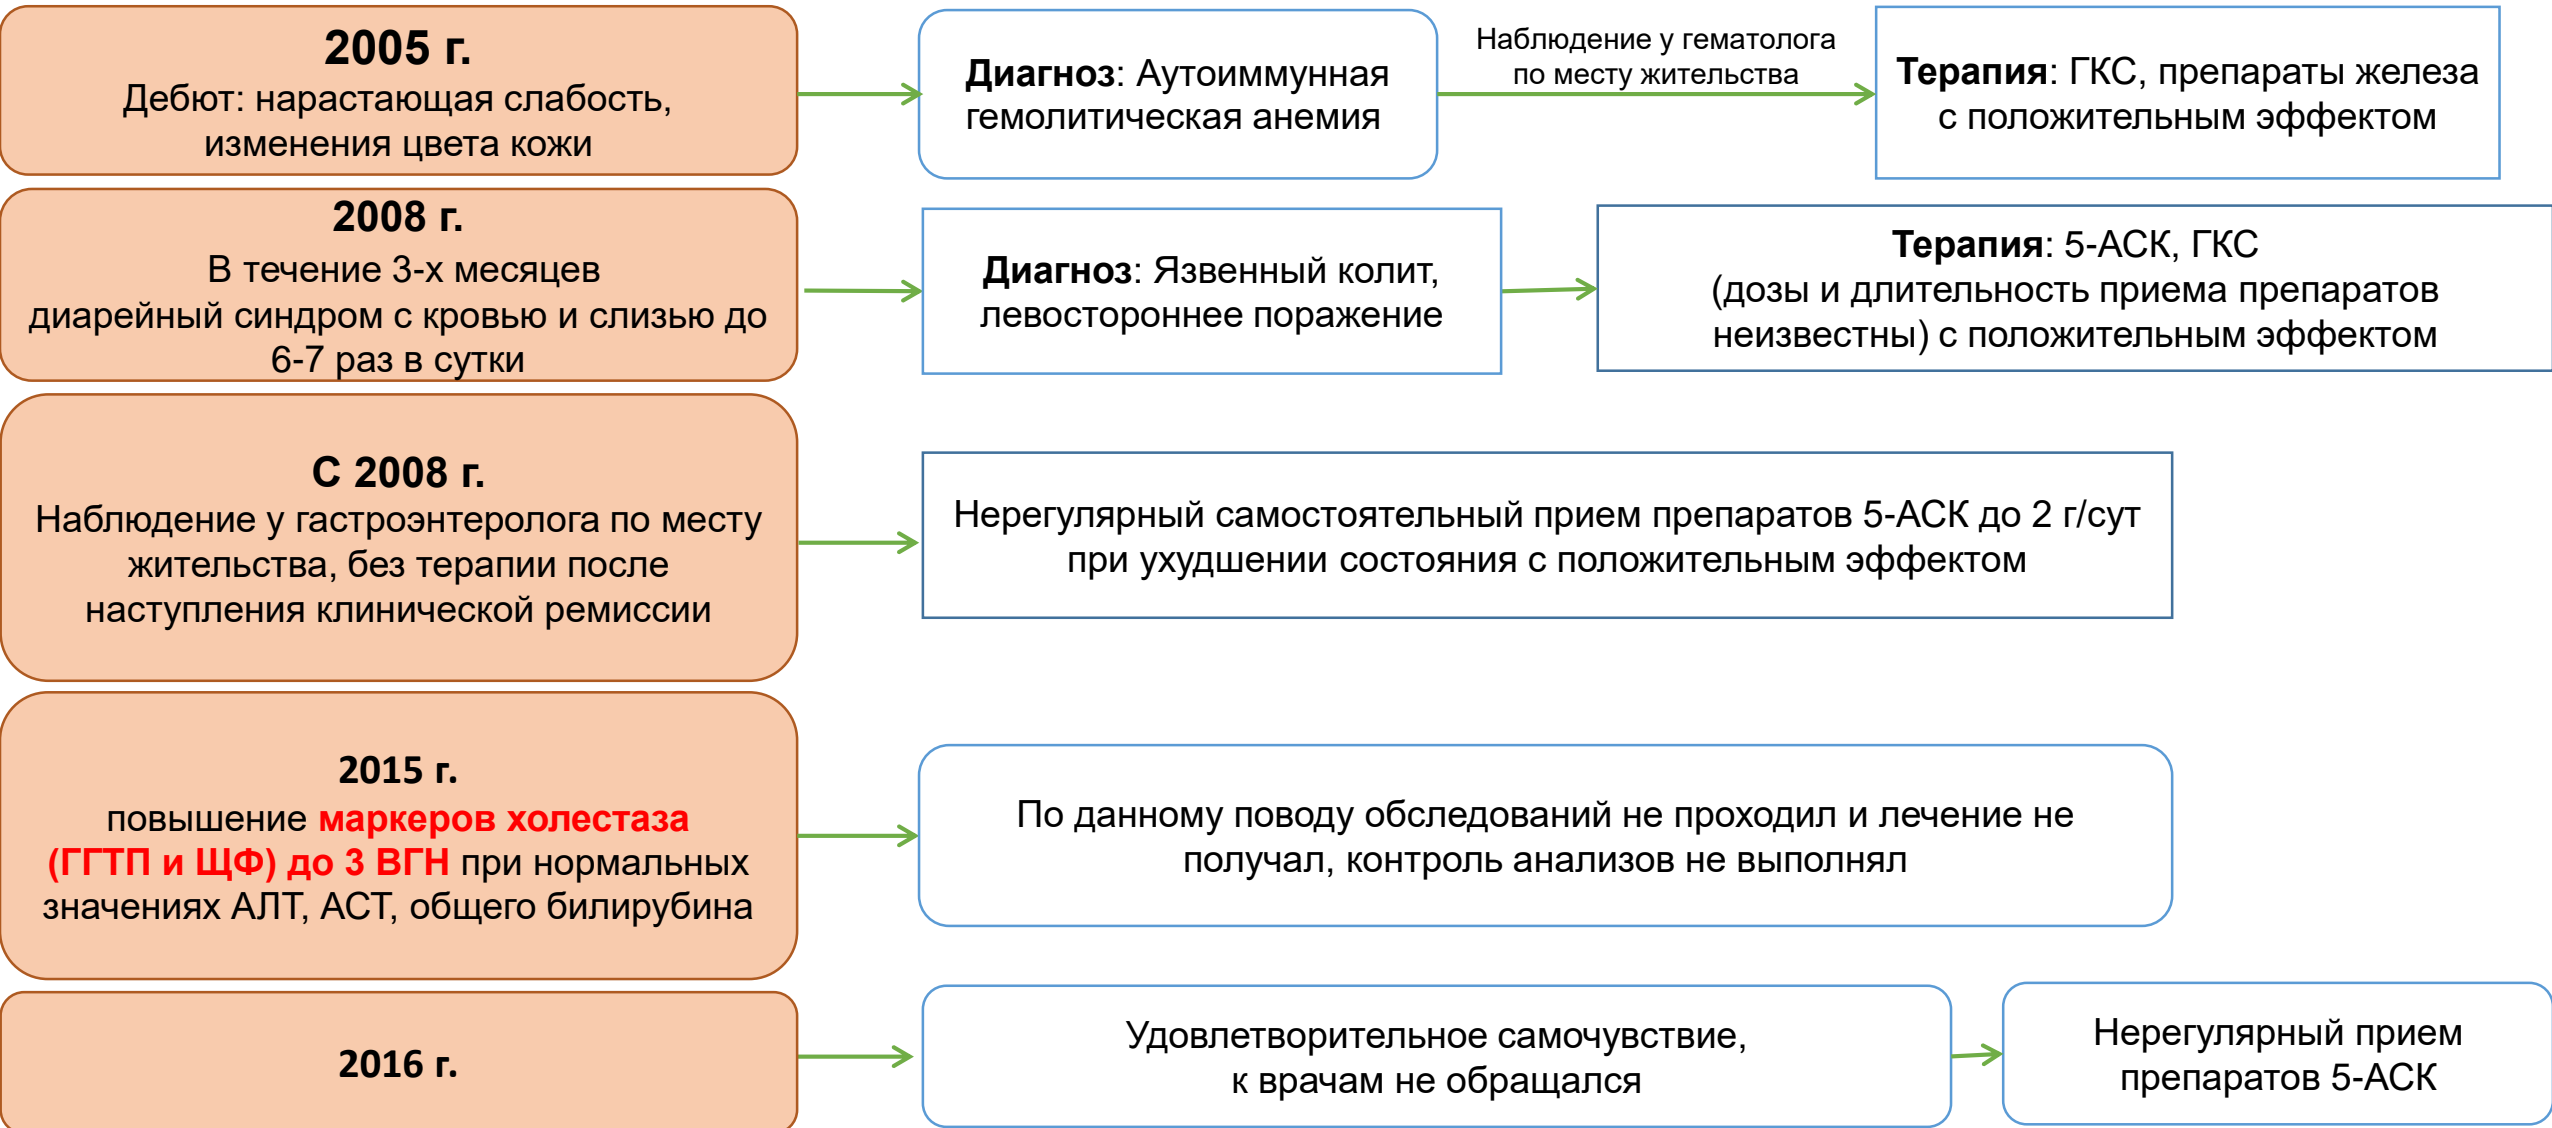 2005 г.
Дебют: нарастающая слабость,
изменения цвета кожи
Диагноз: Аутоиммунная
гемолитическая анемия
Наблюдение у гематолога
по месту жительства
Терапия: ГКС, препараты железа
с положительным эффектом
2008 г.
В течение 3-х месяцев
диарейный синдром с кровью и слизью до
6-7 раз в сутки
Диагноз: Язвенный колит,
левостороннее поражение
Терапия: 5-АСК, ГКС
(дозы и длительность приема препаратов
неизвестны) с положительным эффектом
С 2008 г.
Наблюдение у гастроэнтеролога по месту
жительства, без терапии после
наступления клинической ремиссии
Нерегулярный самостоятельный прием препаратов 5-АСК до 2 г/сут
при ухудшении состояния с положительным эффектом
2015 г.
повышение маркеров холестаза
(ГГТП и ЩФ) до 3 ВГН при нормальных
значениях АЛТ, АСТ, общего билирубина
По данному поводу обследований не проходил и лечение не
получал, контроль анализов не выполнял
2016 г.
Удовлетворительное самочувствие,
к врачам не обращался
Нерегулярный прием
препаратов 5-АСК